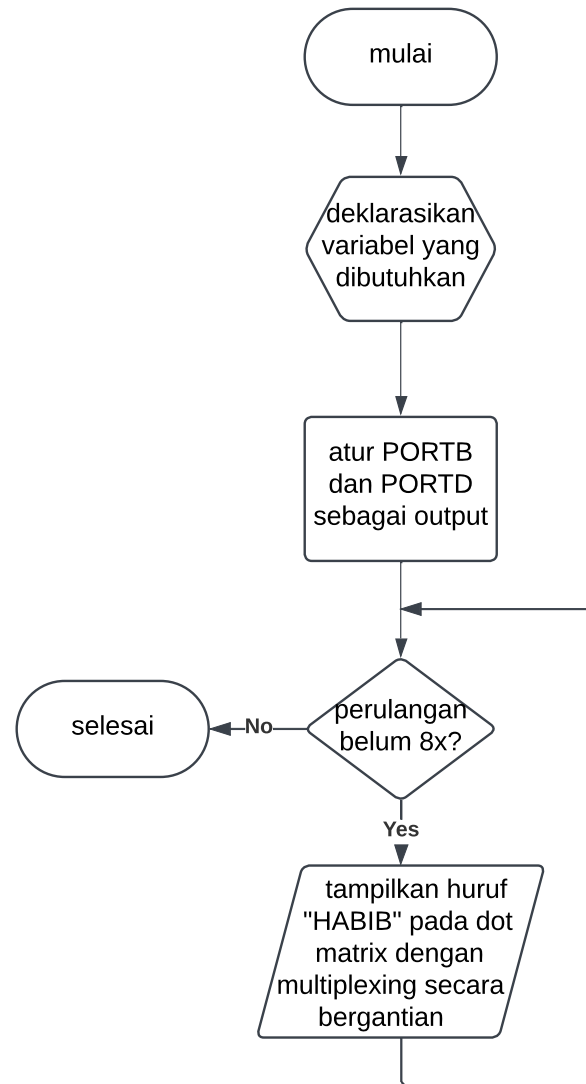 mulai
deklarasikan
variabel yang
dibutuhkan
atur PORTB
dan PORTD
sebagai output
perulangan
belum 8x?
No
selesai
Yes
tampilkan huruf
"HABIB" pada dot
matrix dengan
multiplexing secara
bergantian